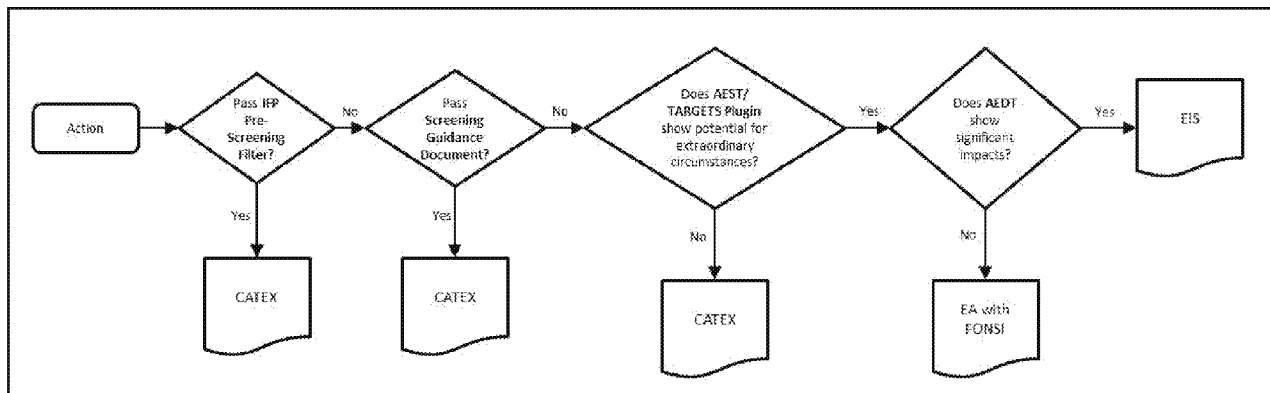 Action
Pass IFP
Pre-
Screening
Filter?
No
Pass
Screening
Guidance
Document?
No
Does AEST/
TARGETS Plugin
show potential for
extraordinary
circumstances?
Yes
Does AEDT
show
significant
impacts?
Yes
EIS
Yes
Yes
No
No
CATEX
CATEX
CATEX
EA with
FONSI